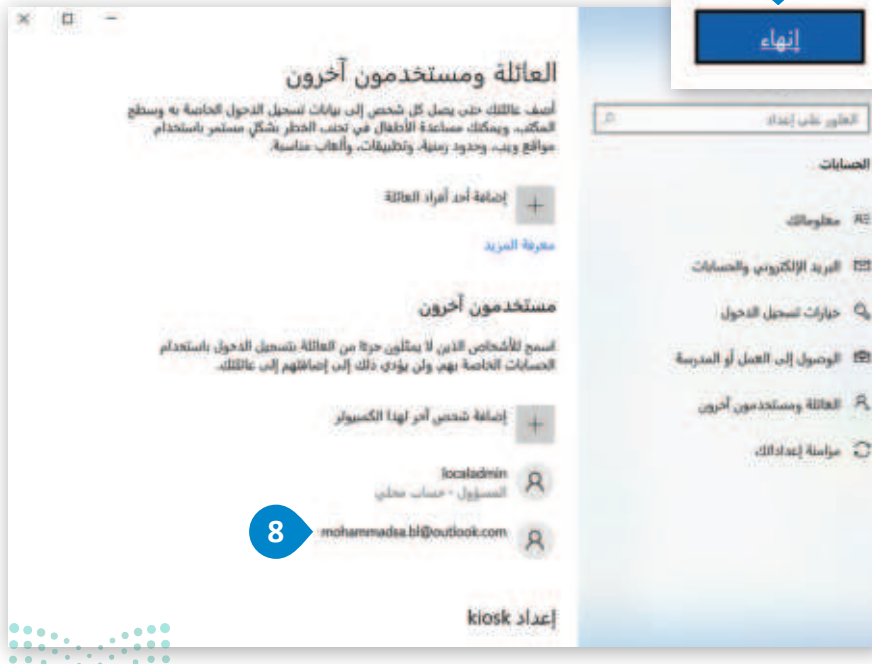 إنهاء
العائلة ومستخدمون آخرون
أضف عائلتك حتى يصل كل شخص إلى بيانات تسجيل الدخول الخاصة به وسطح
المكتب. ويمكنك مساعدة الأطفال في تجنب الخطر بشكلٍ مستمر باستخدام
مواقع ويب، وحدود زمنية، وتطبيقات، وألعاب مناسبة.
إضافة أحد أفراد العائلة
معرفة المزيد
مستخدمون آخرون
اسمح للأشخاص الذين لا يمثلون جزءًا من العائلة بتسجيل الدخول باستخدام
الحسابات الخاصة بهم. ولن يؤدي ذلك إلى إضافتهم إلى عائلتك.
إضافة شخص آخر لهذا الكمبيوتر
localadmin
المسؤول - حساب محلي
mohammadsa.bl@outlook.com
8
إعداد kiosk
العثور على إعداد
الحسابات
معلوماتك
البريد الإلكتروني والحسابات
خيارات تسجيل الدخول
الوصول إلى العمل أو المدرسة
العائلة ومستخدمون آخرون
مزامنة إعداداتك